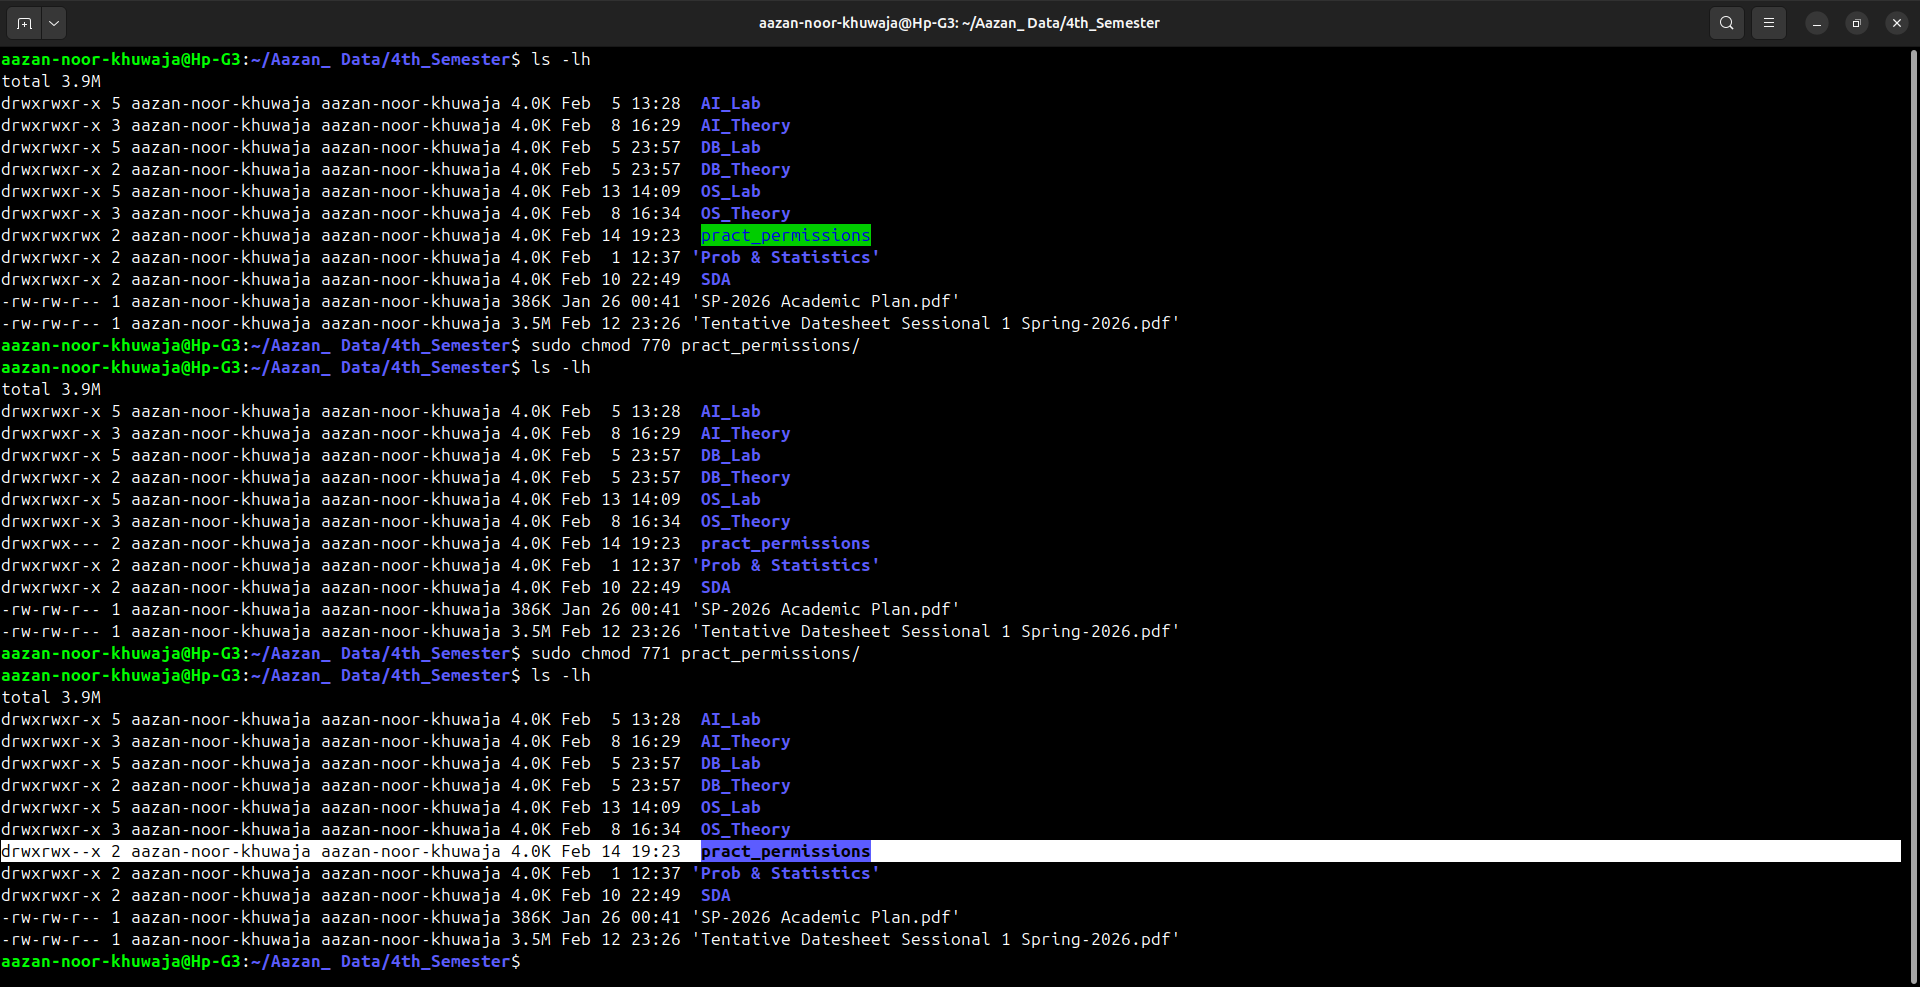 aazan-noor-khuwaja@Hp-G3: ~/Aazan_ Data/4th_Semester
aazan-noor-khuwaja@Hp-G3:~/Aazan_ Data/4th_Semester$ ls -lh
total 3.9M
drwxrwxr-x 5 aazan-noor-khuwaja aazan-noor-khuwaja 4.0K Feb  5 13:28  AI_Lab
drwxrwxr-x 3 aazan-noor-khuwaja aazan-noor-khuwaja 4.0K Feb  8 16:29  AI_Theory
drwxrwxr-x 5 aazan-noor-khuwaja aazan-noor-khuwaja 4.0K Feb  5 23:57  DB_Lab
drwxrwxr-x 2 aazan-noor-khuwaja aazan-noor-khuwaja 4.0K Feb  5 23:57  DB_Theory
drwxrwxr-x 5 aazan-noor-khuwaja aazan-noor-khuwaja 4.0K Feb 13 14:09  OS_Lab
drwxrwxr-x 3 aazan-noor-khuwaja aazan-noor-khuwaja 4.0K Feb  8 16:34  OS_Theory
drwxrwxrwx 2 aazan-noor-khuwaja aazan-noor-khuwaja 4.0K Feb 14 19:23  pract_permissions
drwxrwxr-x 2 aazan-noor-khuwaja aazan-noor-khuwaja 4.0K Feb  1 12:37 'Prob & Statistics'
drwxrwxr-x 2 aazan-noor-khuwaja aazan-noor-khuwaja 4.0K Feb 10 22:49  SDA
-rw-rw-r-- 1 aazan-noor-khuwaja aazan-noor-khuwaja 386K Jan 26 00:41 'SP-2026 Academic Plan.pdf'
-rw-rw-r-- 1 aazan-noor-khuwaja aazan-noor-khuwaja 3.5M Feb 12 23:26 'Tentative Datesheet Sessional 1 Spring-2026.pdf'
aazan-noor-khuwaja@Hp-G3:~/Aazan_ Data/4th_Semester$ sudo chmod 770 pract_permissions/
aazan-noor-khuwaja@Hp-G3:~/Aazan_ Data/4th_Semester$ ls -lh
total 3.9M
drwxrwxr-x 5 aazan-noor-khuwaja aazan-noor-khuwaja 4.0K Feb  5 13:28  AI_Lab
drwxrwxr-x 3 aazan-noor-khuwaja aazan-noor-khuwaja 4.0K Feb  8 16:29  AI_Theory
drwxrwxr-x 5 aazan-noor-khuwaja aazan-noor-khuwaja 4.0K Feb  5 23:57  DB_Lab
drwxrwxr-x 2 aazan-noor-khuwaja aazan-noor-khuwaja 4.0K Feb  5 23:57  DB_Theory
drwxrwxr-x 5 aazan-noor-khuwaja aazan-noor-khuwaja 4.0K Feb 13 14:09  OS_Lab
drwxrwxr-x 3 aazan-noor-khuwaja aazan-noor-khuwaja 4.0K Feb  8 16:34  OS_Theory
drwxrwx--- 2 aazan-noor-khuwaja aazan-noor-khuwaja 4.0K Feb 14 19:23  pract_permissions
drwxrwxr-x 2 aazan-noor-khuwaja aazan-noor-khuwaja 4.0K Feb  1 12:37 'Prob & Statistics'
drwxrwxr-x 2 aazan-noor-khuwaja aazan-noor-khuwaja 4.0K Feb 10 22:49  SDA
-rw-rw-r-- 1 aazan-noor-khuwaja aazan-noor-khuwaja 386K Jan 26 00:41 'SP-2026 Academic Plan.pdf'
-rw-rw-r-- 1 aazan-noor-khuwaja aazan-noor-khuwaja 3.5M Feb 12 23:26 'Tentative Datesheet Sessional 1 Spring-2026.pdf'
aazan-noor-khuwaja@Hp-G3:~/Aazan_ Data/4th_Semester$ sudo chmod 771 pract_permissions/
aazan-noor-khuwaja@Hp-G3:~/Aazan_ Data/4th_Semester$ ls -lh
total 3.9M
drwxrwxr-x 5 aazan-noor-khuwaja aazan-noor-khuwaja 4.0K Feb  5 13:28  AI_Lab
drwxrwxr-x 3 aazan-noor-khuwaja aazan-noor-khuwaja 4.0K Feb  8 16:29  AI_Theory
drwxrwxr-x 5 aazan-noor-khuwaja aazan-noor-khuwaja 4.0K Feb  5 23:57  DB_Lab
drwxrwxr-x 2 aazan-noor-khuwaja aazan-noor-khuwaja 4.0K Feb  5 23:57  DB_Theory
drwxrwxr-x 5 aazan-noor-khuwaja aazan-noor-khuwaja 4.0K Feb 13 14:09  OS_Lab
drwxrwxr-x 3 aazan-noor-khuwaja aazan-noor-khuwaja 4.0K Feb  8 16:34  OS_Theory
drwxrwx--x 2 aazan-noor-khuwaja aazan-noor-khuwaja 4.0K Feb 14 19:23  pract_permissions
drwxrwxr-x 2 aazan-noor-khuwaja aazan-noor-khuwaja 4.0K Feb  1 12:37 'Prob & Statistics'
drwxrwxr-x 2 aazan-noor-khuwaja aazan-noor-khuwaja 4.0K Feb 10 22:49  SDA
-rw-rw-r-- 1 aazan-noor-khuwaja aazan-noor-khuwaja 386K Jan 26 00:41 'SP-2026 Academic Plan.pdf'
-rw-rw-r-- 1 aazan-noor-khuwaja aazan-noor-khuwaja 3.5M Feb 12 23:26 'Tentative Datesheet Sessional 1 Spring-2026.pdf'
aazan-noor-khuwaja@Hp-G3:~/Aazan_ Data/4th_Semester$